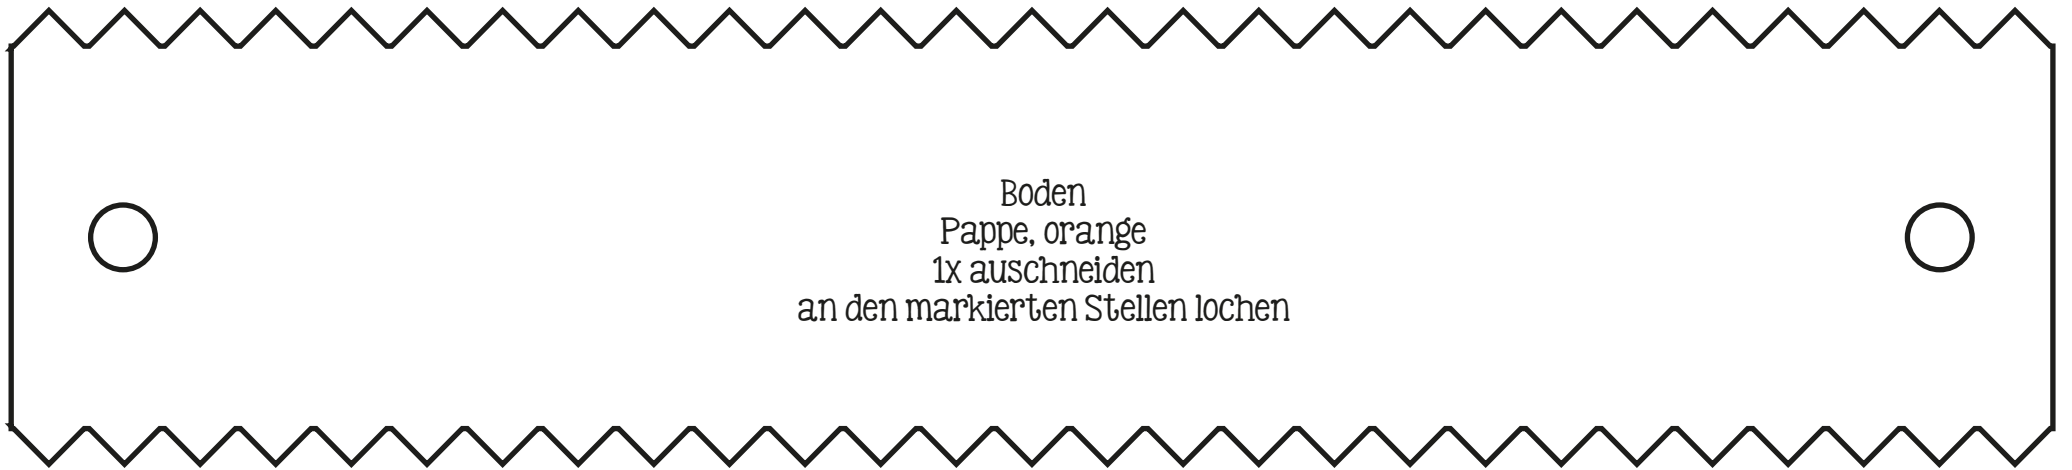 Boden
Pappe, orange
1x auschneiden
an den markierten Stellen lochen